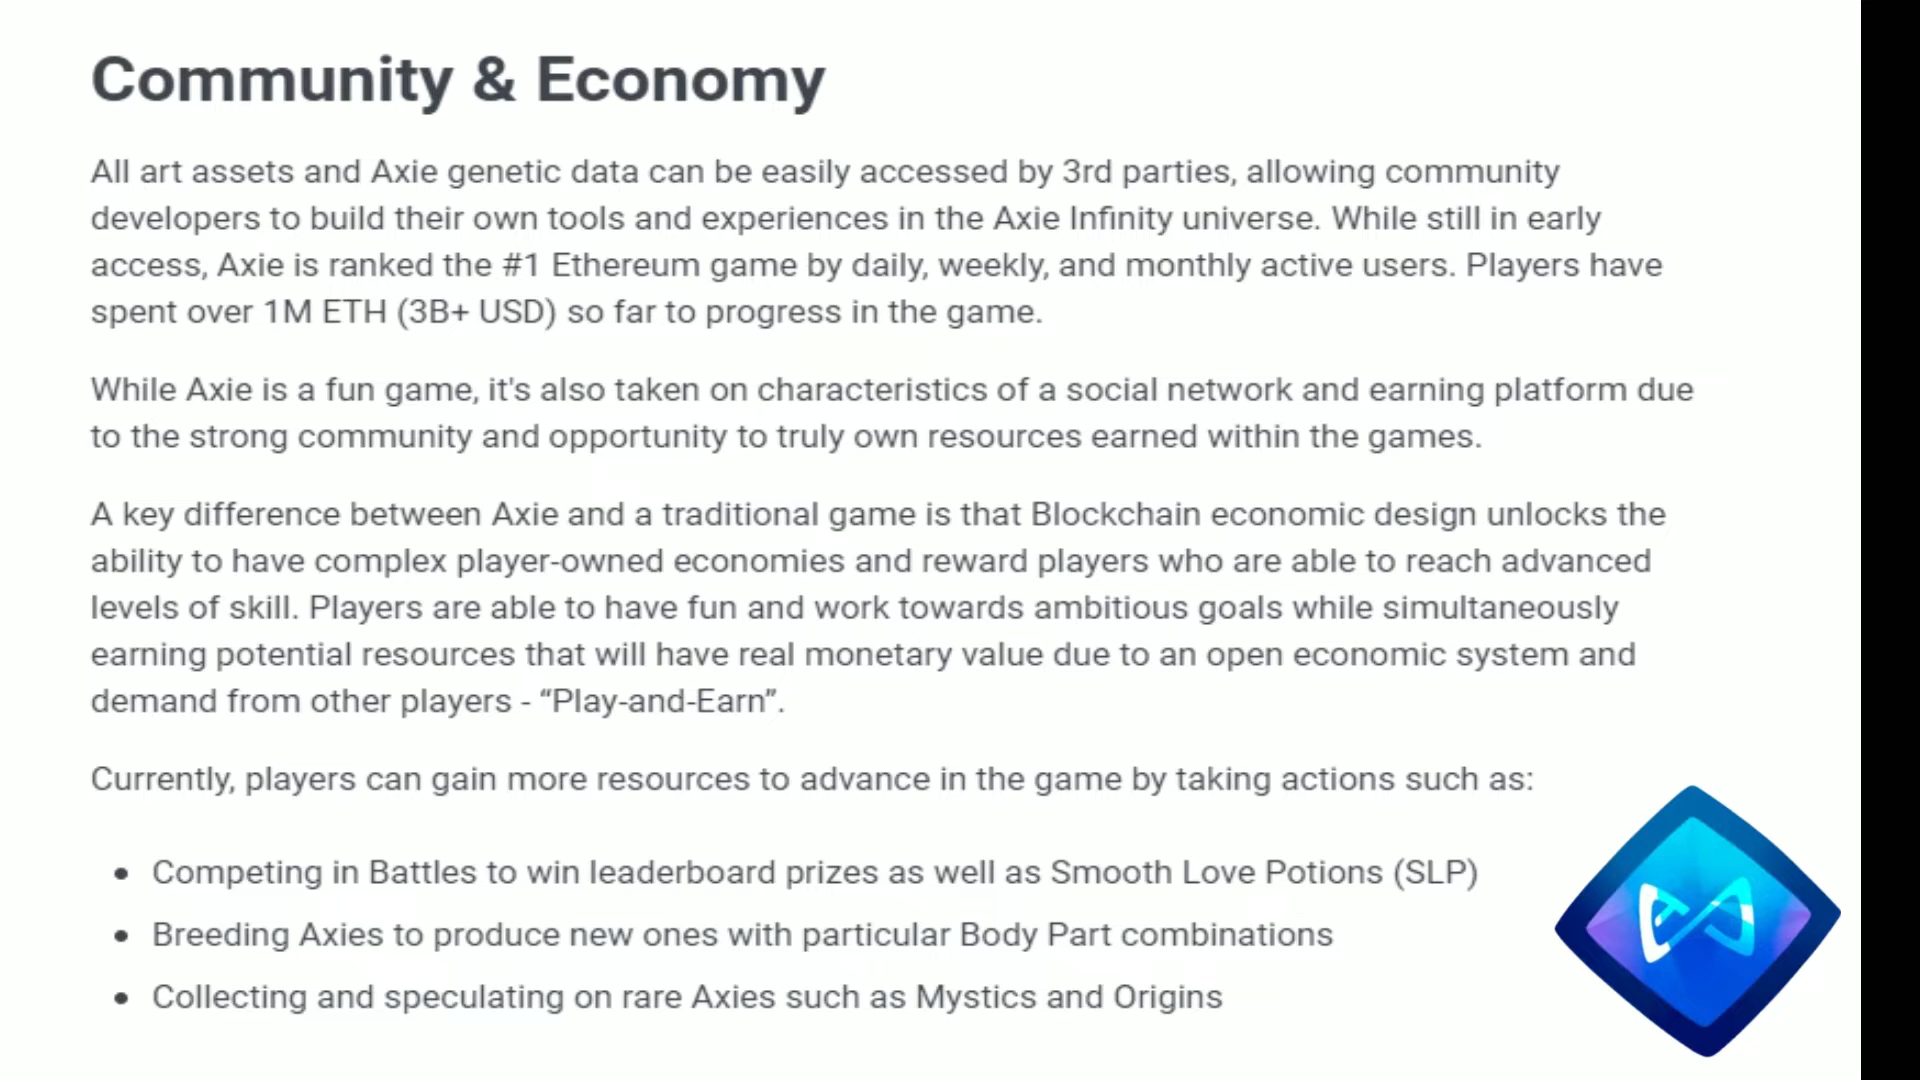 Community & Economy
All art assets and Axie genetic data can be easily accessed by 3rd parties, allowing community
developers to build their own tools and experiences in the Axie Infinity universe. While still in early
access, Axie is ranked the #1 Ethereum game by daily, weekly, and monthly active users. Players have
spent over 1M ETH (3B+ USD) so far to progress in the game.
While Axie is a fun game, it's also taken on characteristics of a social network and earning platform due
to the strong community and opportunity to truly own resources earned within the games.
A key difference between Axie and a traditional game is that Blockchain economic design unlocks the
ability to have complex player-owned economies and reward players who are able to reach advanced
levels of skill. Players are able to have fun and work towards ambitious goals while simultaneously
earning potential resources that will have real monetary value due to an open economic system and
demand from other players - “Play-and-Earn”.
Currently, players can gain more resources to advance in the game by taking actions such as:
• Competing in Battles to win leaderboard prizes as well as Smooth Love Potions (SLP)
• Breeding Axies to produce new ones with particular Body Part combinations
• Collecting and speculating on rare Axies such as Mystics and Origins